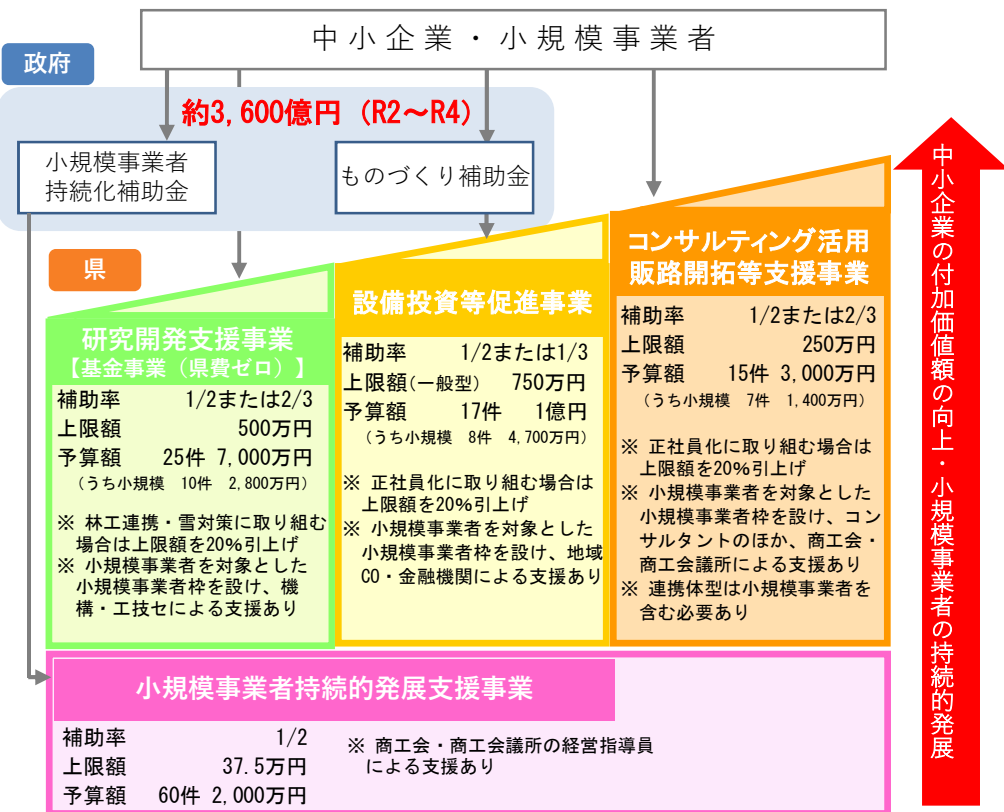 中小企業・小規模事業者
政府
約3,600億円 (R2～R4)
小規模事業者
持続化補助金
ものづくり補助金
県
研究開発支援事業
【基金事業（県費ゼロ）】
補助率 1/2または2/3
上限額 500万円
予算額 25件 7,000万円
（うち小規模 10件 2,800万円）
※ 林工連携・雪対策に取り組む
場合は上限額を20%引上げ
※ 小規模事業者を対象とした
小規模事業者枠を設け、機
構・工技セによる支援あり
設備投資等促進事業
補助率 1/2または1/3
上限額(一般型) 750万円
予算額 17件 1億円
（うち小規模 8件 4,700万円）
※ 正社員化に取り組む場合は
上限額を20%引上げ
※ 小規模事業者を対象とした
小規模事業者枠を設け、地域
CO・金融機関による支援あり
コンサルティング活用
販路開拓等支援事業
補助率 1/2または2/3
上限額 250万円
予算額 15件 3,000万円
（うち小規模 7件 1,400万円）
※ 正社員化に取り組む場合は
上限額を20%引上げ
※ 小規模事業者を対象とした
小規模事業者枠を設け、コン
サルタントのほか、商工会・
商工会議所による支援あり
※ 連携体型は小規模事業者を
含む必要あり
小規模事業者持続的発展支援事業
補助率 1/2
上限額 37.5万円
予算額 60件 2,000万円
※ 商工会・商工会議所の経営指導員
による支援あり
中小企業の付加価値額の向上・小規模事業者の持続的発展